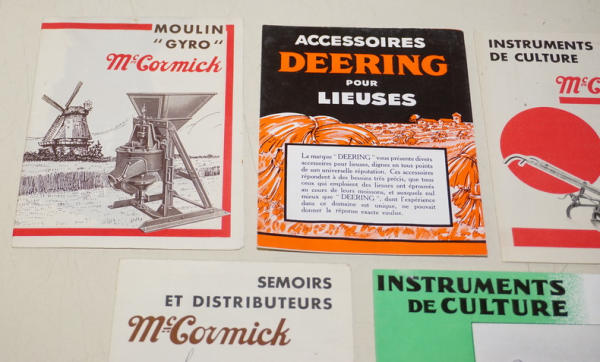 MOULIN
"GYRO"
McCormick
ACCESSOIRES
DEERING
POUR
LIEUSES
La marque "DEERING" vous présente divers
accessoires pour lieuses, dignes en tous points
de son universelle réputation. Ces accessoires
répondent à des besoins très précis, que tous
ceux qui emploient des lieuses ont éprouvés
au cours de leurs moissons, et auxquels nul
mieux que "DEERING", dont l'expérience
dans ce domaine est unique, ne pouvait
donner la réponse exacte voulue.
INSTRUMENTS
DE CULTURE
McC
SEMOIRS
ET DISTRIBUTEURS
McCormick
INSTRUMENTS
DE CULTURE